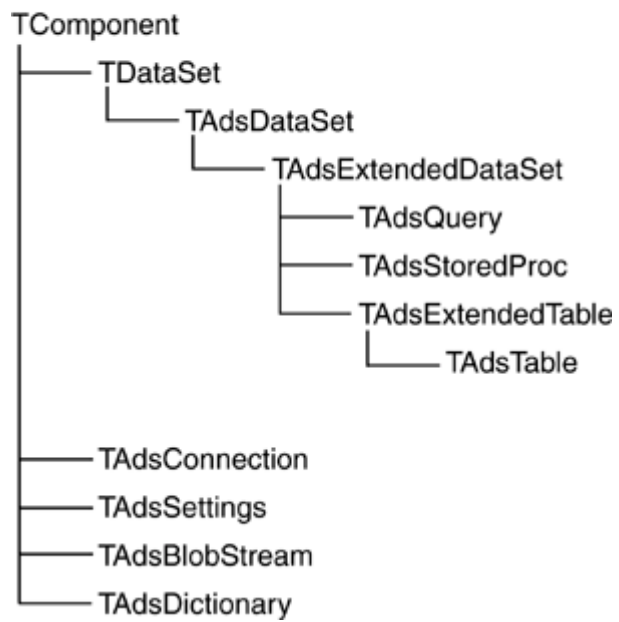 TComponent
TDataSet
TAdsDataSet
TAdsExtendedDataSet
TAdsQuery
TAdsStoredProc
TAdsExtendedTable
TAdsTable
TAdsConnection
TAdsSettings
TAdsBlobStream
TAdsDictionary